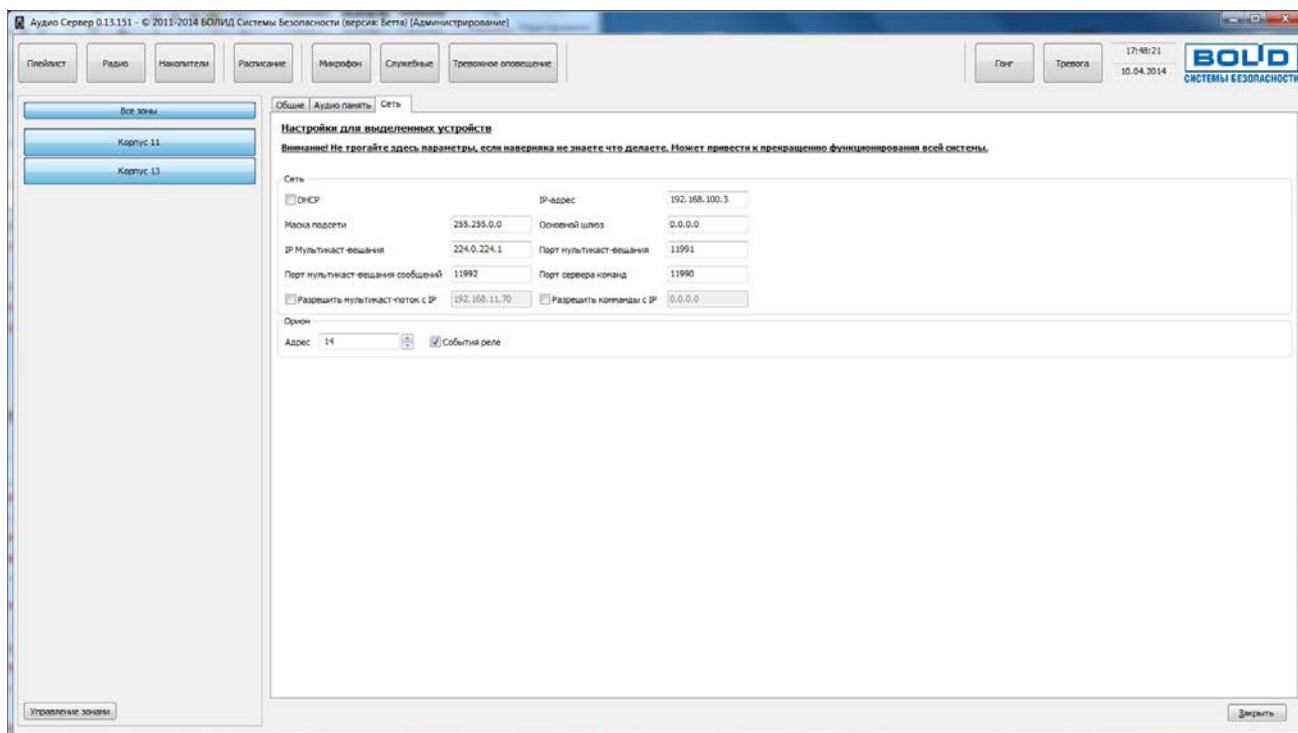 Аудио Сервер 0.13.151 - © 2011-2014 БОЛИД Системы Безопасности (версия: Бетта) [Администрирование]
Плейлист Радио Накопители Расписание Микрофон Служебные Тревожное оповещение Гонг Тревога 17:48:21
10.04.2014
BOLID
СИСТЕМЫ БЕЗОПАСНОСТИ
Все зоны
Корпус 11
Корпус 13
Общие Аудио память Сеть
Настройки для выделенных устройств
Внимание! Не трогайте здесь параметры, если наверняка не знаете что делаете. Может привести к прекращению функционирования всей системы.
Сеть
DHCP IP-адрес 192.168.100.3
Маска подсети 255.255.0.0 Основной шлюз 0.0.0.0
IP Мультикаст-вещания 224.0.224.1 Порт мультикаст-вещания 11991
Порт мультикаст-вещания сообщений 11992 Порт сервера команд 11990
Разрешить мультикаст-поток с IP 192.168.11.70 Разрешить комманды с IP 0.0.0.0
Орион
Адрес 14 События реле
Управление зонами
Закрыть